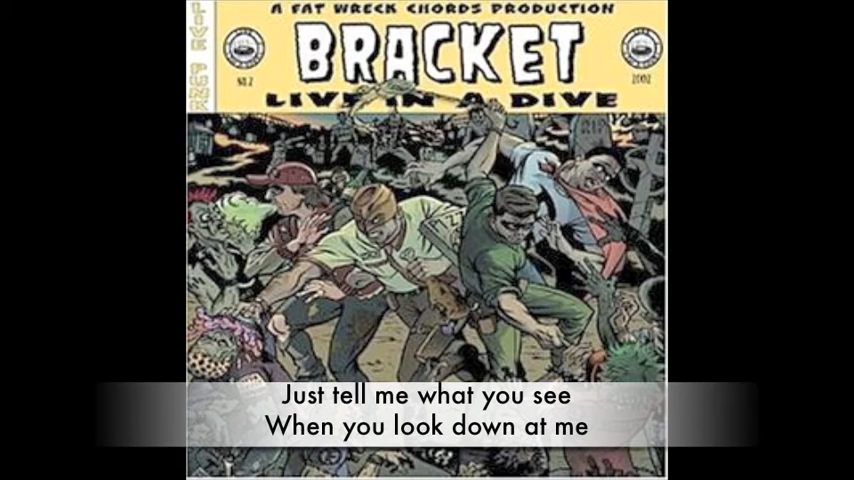 A FAT WRECK CHORDS PRODUCTION
LIVE PUNK
BRACKET
NO.2
2002
LIVE IN A DIVE
RIP
Just tell me what you see
When you look down at me